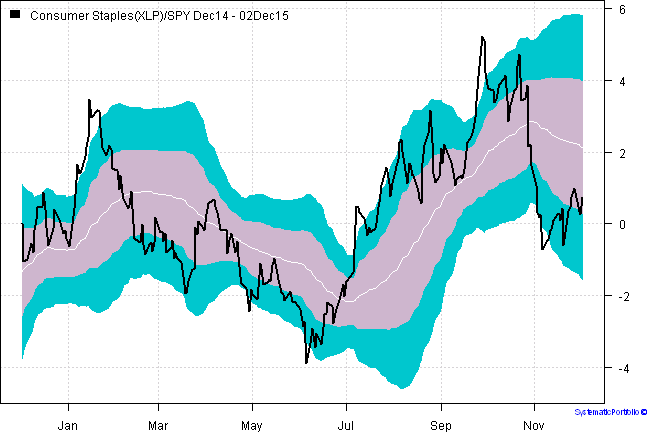 Consumer Staples(XLP)/SPY Dec14 - 02Dec15
6
4
2
0
-2
-4
Jan Mar May Jul Sep Nov
SystematicPortfolio ©